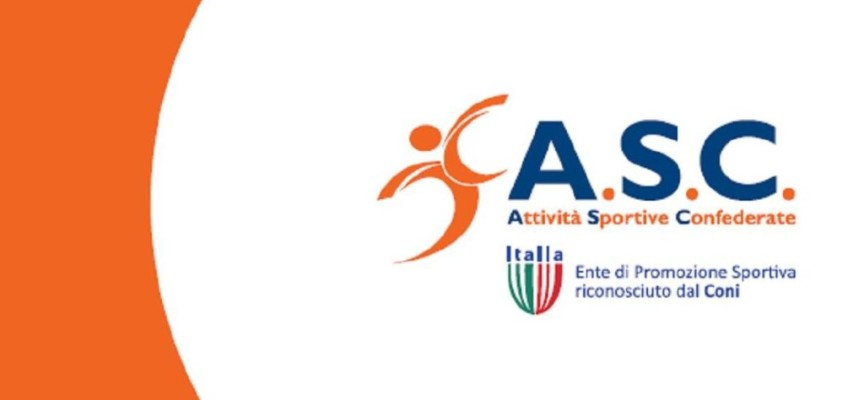 A.S.C.
Attività Sportive Confederate
Italia
Ente di Promozione Sportiva
riconosciuto dal Coni